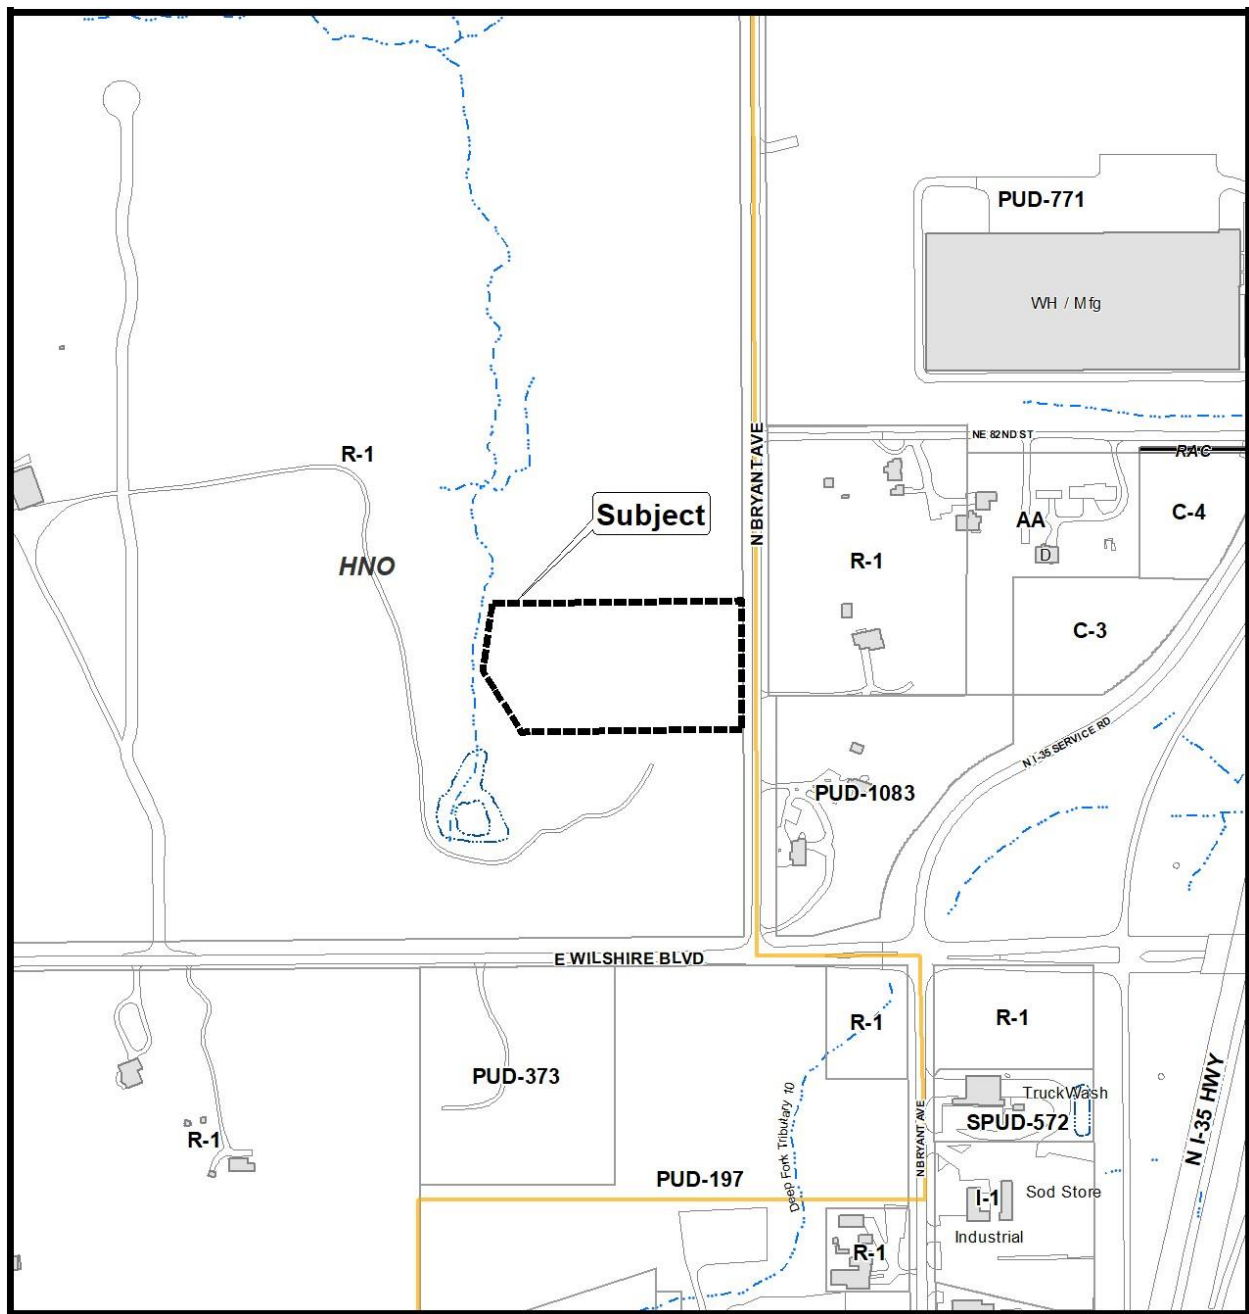 PUD-771
WH / Mfg
N BRYANT AVE
NE 82ND ST
RAC
R-1
Subject
AA
C-4
D
HNO
R-1
C-3
N I-35 SERVICE RD
PUD-1083
E WILSHIRE BLVD
R-1
R-1
PUD-373
N I-35 HWY
Deep Fork Tributary 10
N BRYANT AVE
TruckWash
SPUD-572
R-1
PUD-197
I-1
Sod Store
Industrial
R-1